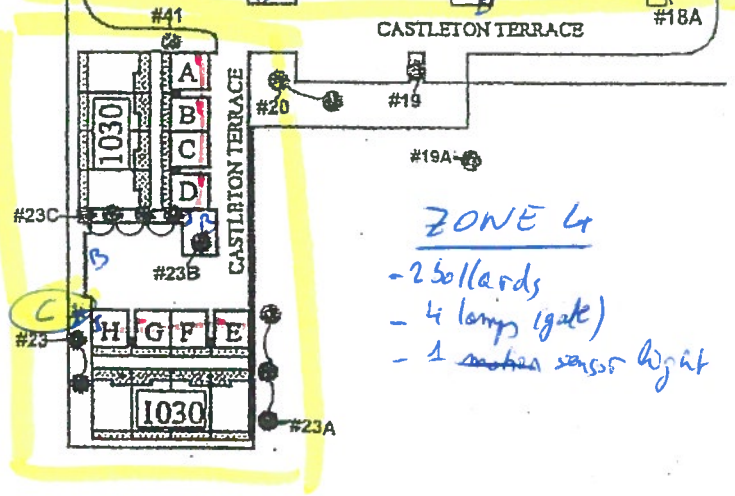 #41
CASTLETON TERRACE
#18A
A
B
C
D
1030
CASTLETON TERRACE
#20
#19
#19A
#23C
#23B
B
C
#23
H G F E
1030
#23A
ZONE 4
- 2 bollards
- 4 lamps (gate)
- 1 motion sensor light